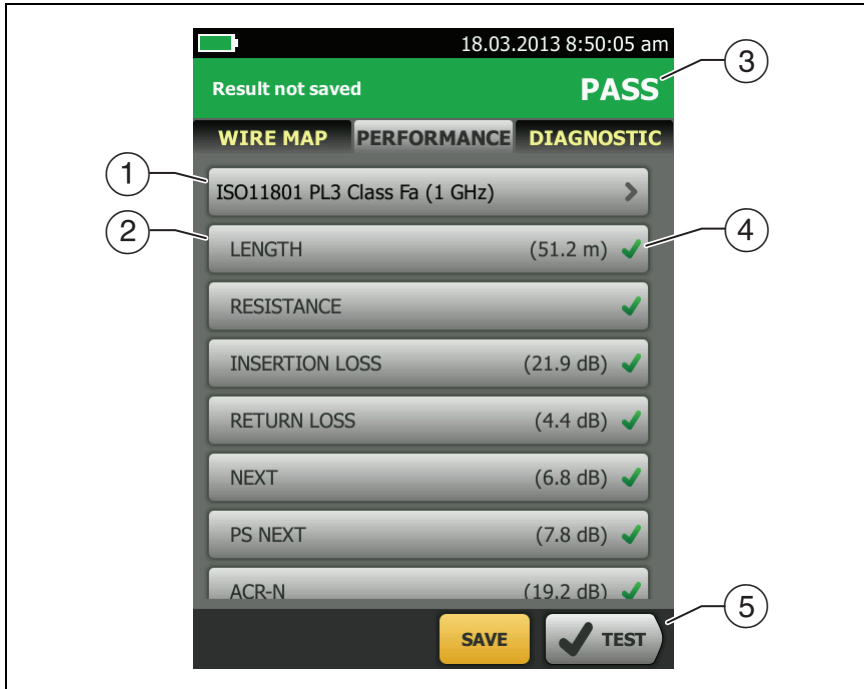 18.03.2013 8:50:05 am
Result not saved PASS
3
WIRE MAP PERFORMANCE DIAGNOSTIC
1
ISO11801 PL3 Class Fa (1 GHz)
2
LENGTH (51.2 m)
4
RESISTANCE
INSERTION LOSS (21.9 dB)
RETURN LOSS (4.4 dB)
NEXT (6.8 dB)
PS NEXT (7.8 dB)
ACR-N (19.2 dB)
5
SAVE TEST